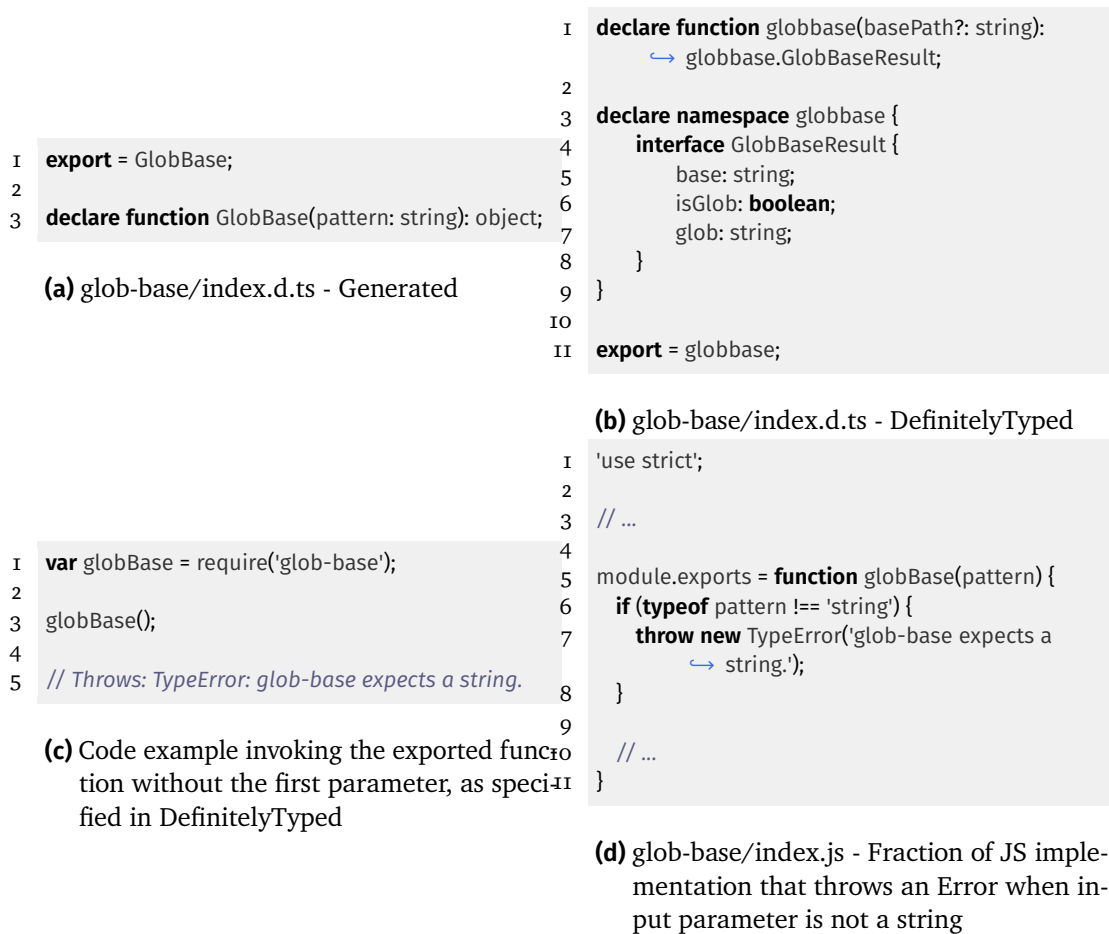 1 export = GlobBase;
2
3 declare function GlobBase(pattern: string): object;
(a) glob-base/index.d.ts - Generated
1 declare function globbase(basePath?: string):
↪ globbase.GlobBaseResult;
2
3 declare namespace globbase {
4 interface GlobBaseResult {
5 base: string;
6 isGlob: boolean;
7 glob: string;
8 }
9 }
10
11 export = globbase;
(b) glob-base/index.d.ts - DefinitelyTyped
1 var globBase = require('glob-base');
2
3 globBase();
4
5 // Throws: TypeError: glob-base expects a string.
(c) Code example invoking the exported func-
tion without the first parameter, as speci-
fied in DefinitelyTyped
1 'use strict';
2
3 // ...
4
5 module.exports = function globBase(pattern) {
6 if (typeof pattern !== 'string') {
7 throw new TypeError('glob-base expects a
↪ string.');
8 }
9
10 // ...
11 }
(d) glob-base/index.js - Fraction of JS imple-
mentation that throws an Error when in-
put parameter is not a string